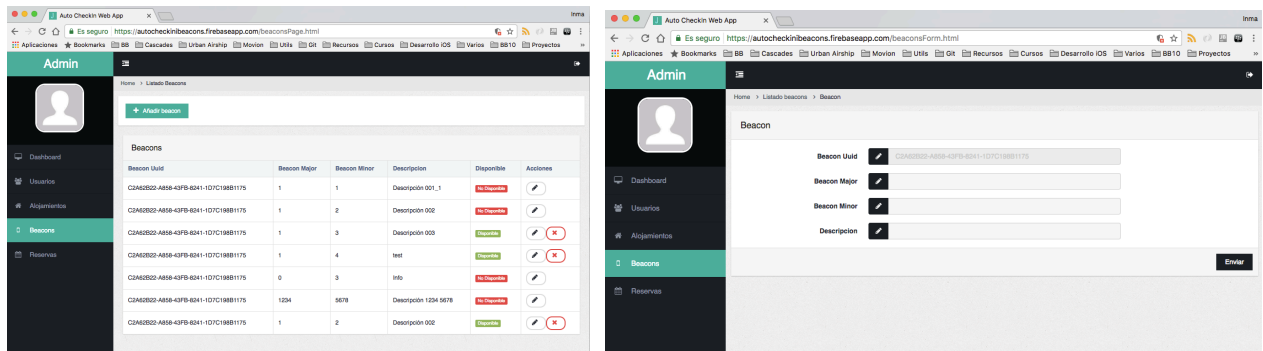 Auto CheckIn Web App
Inma
Es seguro https://autocheckinibeacons.firebaseapp.com/beaconsPage.html
Aplicaciones Bookmarks BB Cascades Urban Airship Movion Utils Git Recursos Cursos Desarrollo iOS Varios BB10 Proyectos
Admin
Home > Listado Beacons
+ Añadir beacon
Dashboard
Usuarios
Alojamientos
Beacons
Reservas
Beacons
Beacon Uuid Beacon Major Beacon Minor Descripcion Disponible Acciones
C2A62B22-A858-43FB-8241-1D7C198B1175 1 1 Descripción 001_1 No Disponible
C2A62B22-A858-43FB-8241-1D7C198B1175 1 2 Descripción 002 No Disponible
C2A62B22-A858-43FB-8241-1D7C198B1175 1 3 Descripción 003 Disponible
C2A62B22-A858-43FB-8241-1D7C198B1175 1 4 test Disponible
C2A62B22-A858-43FB-8241-1D7C198B1175 0 3 Info No Disponible
C2A62B22-A858-43FB-8241-1D7C198B1175 1234 5678 Descripción 1234 5678 No Disponible
C2A62B22-A858-43FB-8241-1D7C198B1175 1 2 Descripción 002 Disponible
Auto CheckIn Web App
Inma
Es seguro https://autocheckinibeacons.firebaseapp.com/beaconsForm.html
Aplicaciones Bookmarks BB Cascades Urban Airship Movion Utils Git Recursos Cursos Desarrollo iOS Varios BB10 Proyectos
Admin
Home > Listado beacons > Beacon
Dashboard
Usuarios
Alojamientos
Beacons
Reservas
Beacon
Beacon Uuid C2A62B22-A858-43FB-8241-1D7C198B1175
Beacon Major
Beacon Minor
Descripcion
Enviar